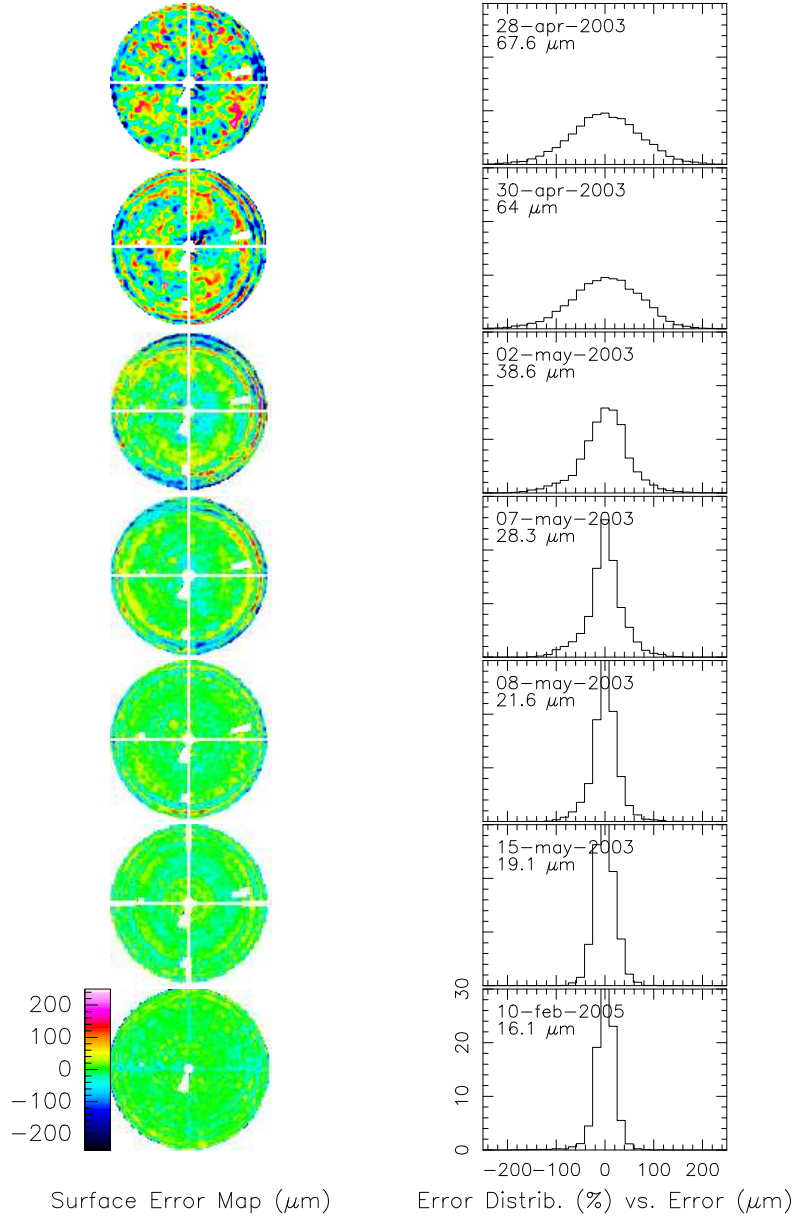 28-apr-2003
67.6 μm
30-apr-2003
64 μm
02-may-2003
38.6 μm
07-may-2003
28.3 μm
08-may-2003
21.6 μm
15-may-2003
19.1 μm
10-feb-2005
16.1 μm
200
100
0
-100
-200
30
20
10
0
-200 -100 0 100 200
Surface Error Map (μm)
Error Distrib. (%) vs. Error (μm)